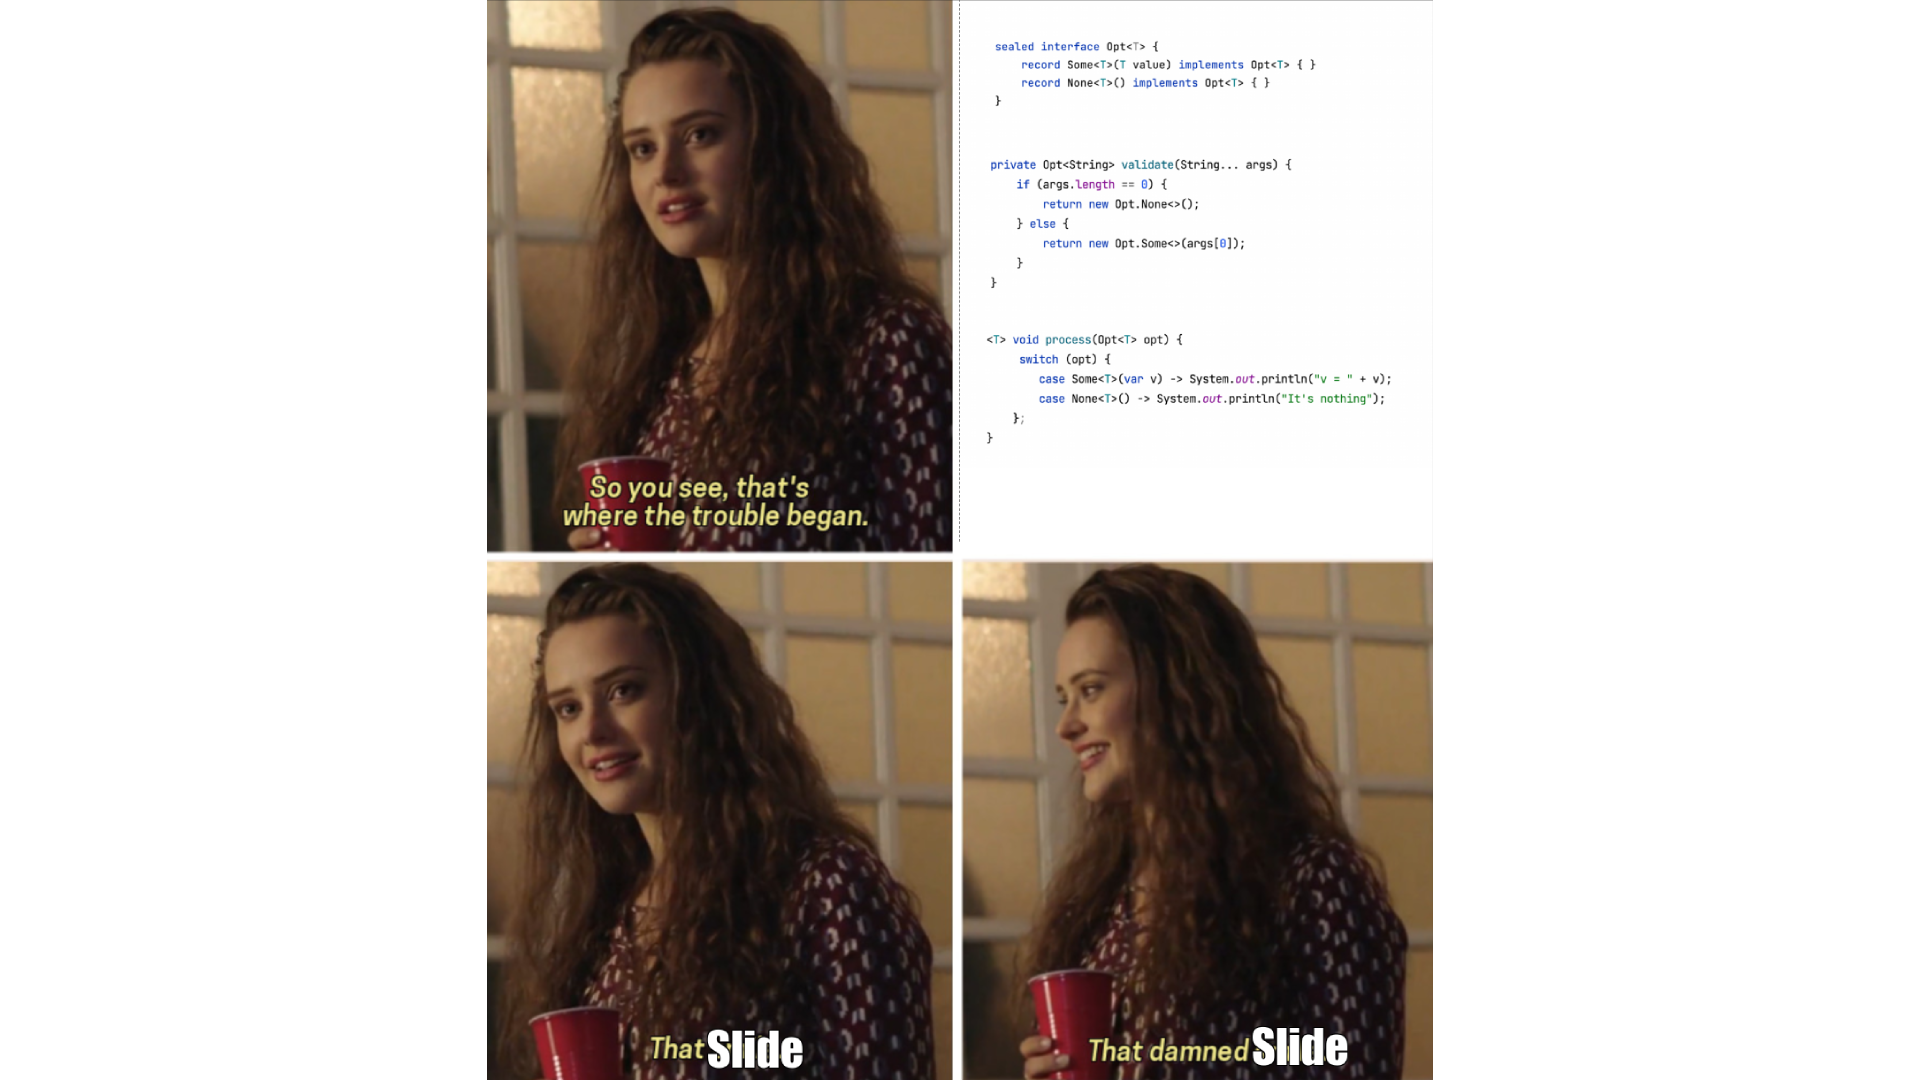 So you see, that's
where the trouble began.
sealed interface Opt<T> {
    record Some<T>(T value) implements Opt<T> { }
    record None<T>() implements Opt<T> { }
}
private Opt<String> validate(String... args) {
    if (args.length == 0) {
        return new Opt.None<>();
    } else {
        return new Opt.Some<>(args[0]);
    }
}
<T> void process(Opt<T> opt) {
    switch (opt) {
        case Some<T>(var v) -> System.out.println("v = " + v);
        case None<T>() -> System.out.println("It's nothing");
    };
}
That Slide
That damned Slide